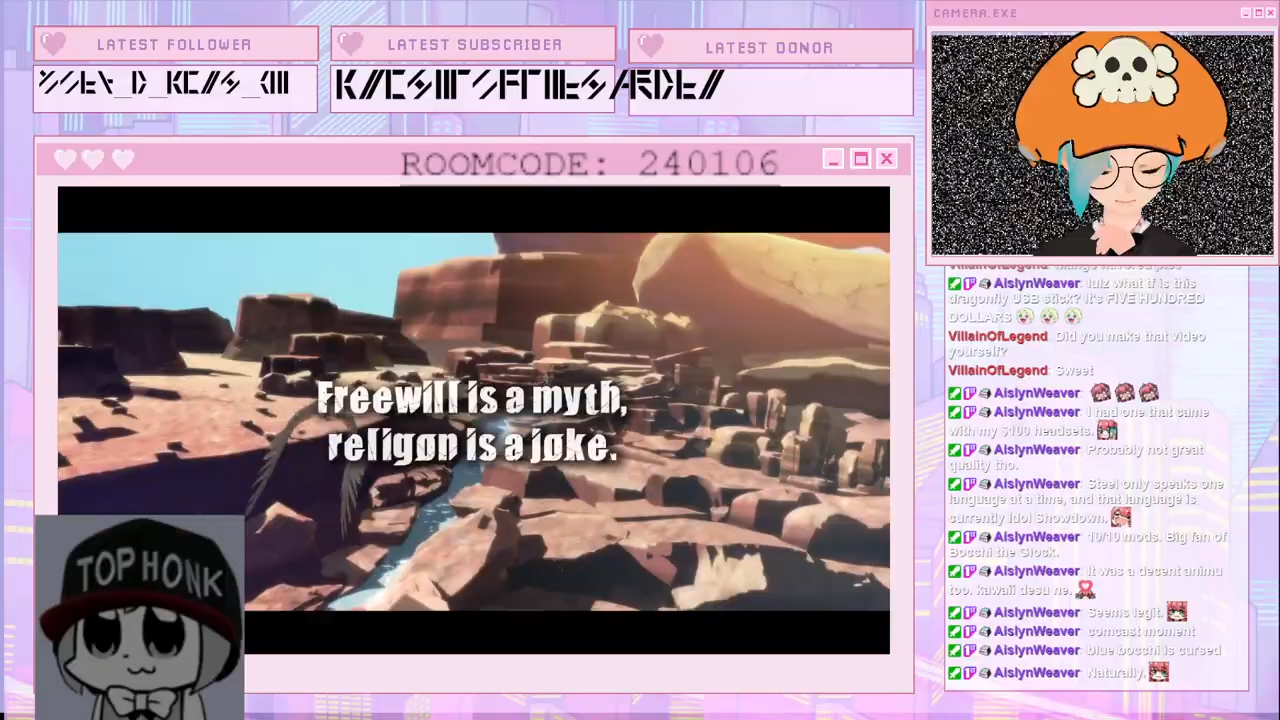 CAMERA.EXE
LATEST FOLLOWER
LATEST SUBSCRIBER
LATEST DONOR
ROOMCODE: 240106
Freewill is a myth,
religøn is a jøke.
TOP HONK
VillainOfLegend
AislynWeaver lulz what tf is this
dragonfly USB stick? It's FIVE HUNDRED
DOLLARS
VillainOfLegend Did you make that video
yourself?
VillainOfLegend Sweet
AislynWeaver
AislynWeaver I had one that came
with my $100 headsets.
AislynWeaver Probably not great
quality tho.
AislynWeaver Steel only speaks one
language at a time, and that language is
currently Idol Showdown.
AislynWeaver 10/10 mods. Big fan of
Bocchi the Glock.
AislynWeaver It was a decent animu
too. kawaii desu ne.
AislynWeaver Seems legit.
AislynWeaver comcast moment
AislynWeaver blue bocchi is cursed
AislynWeaver Naturally.